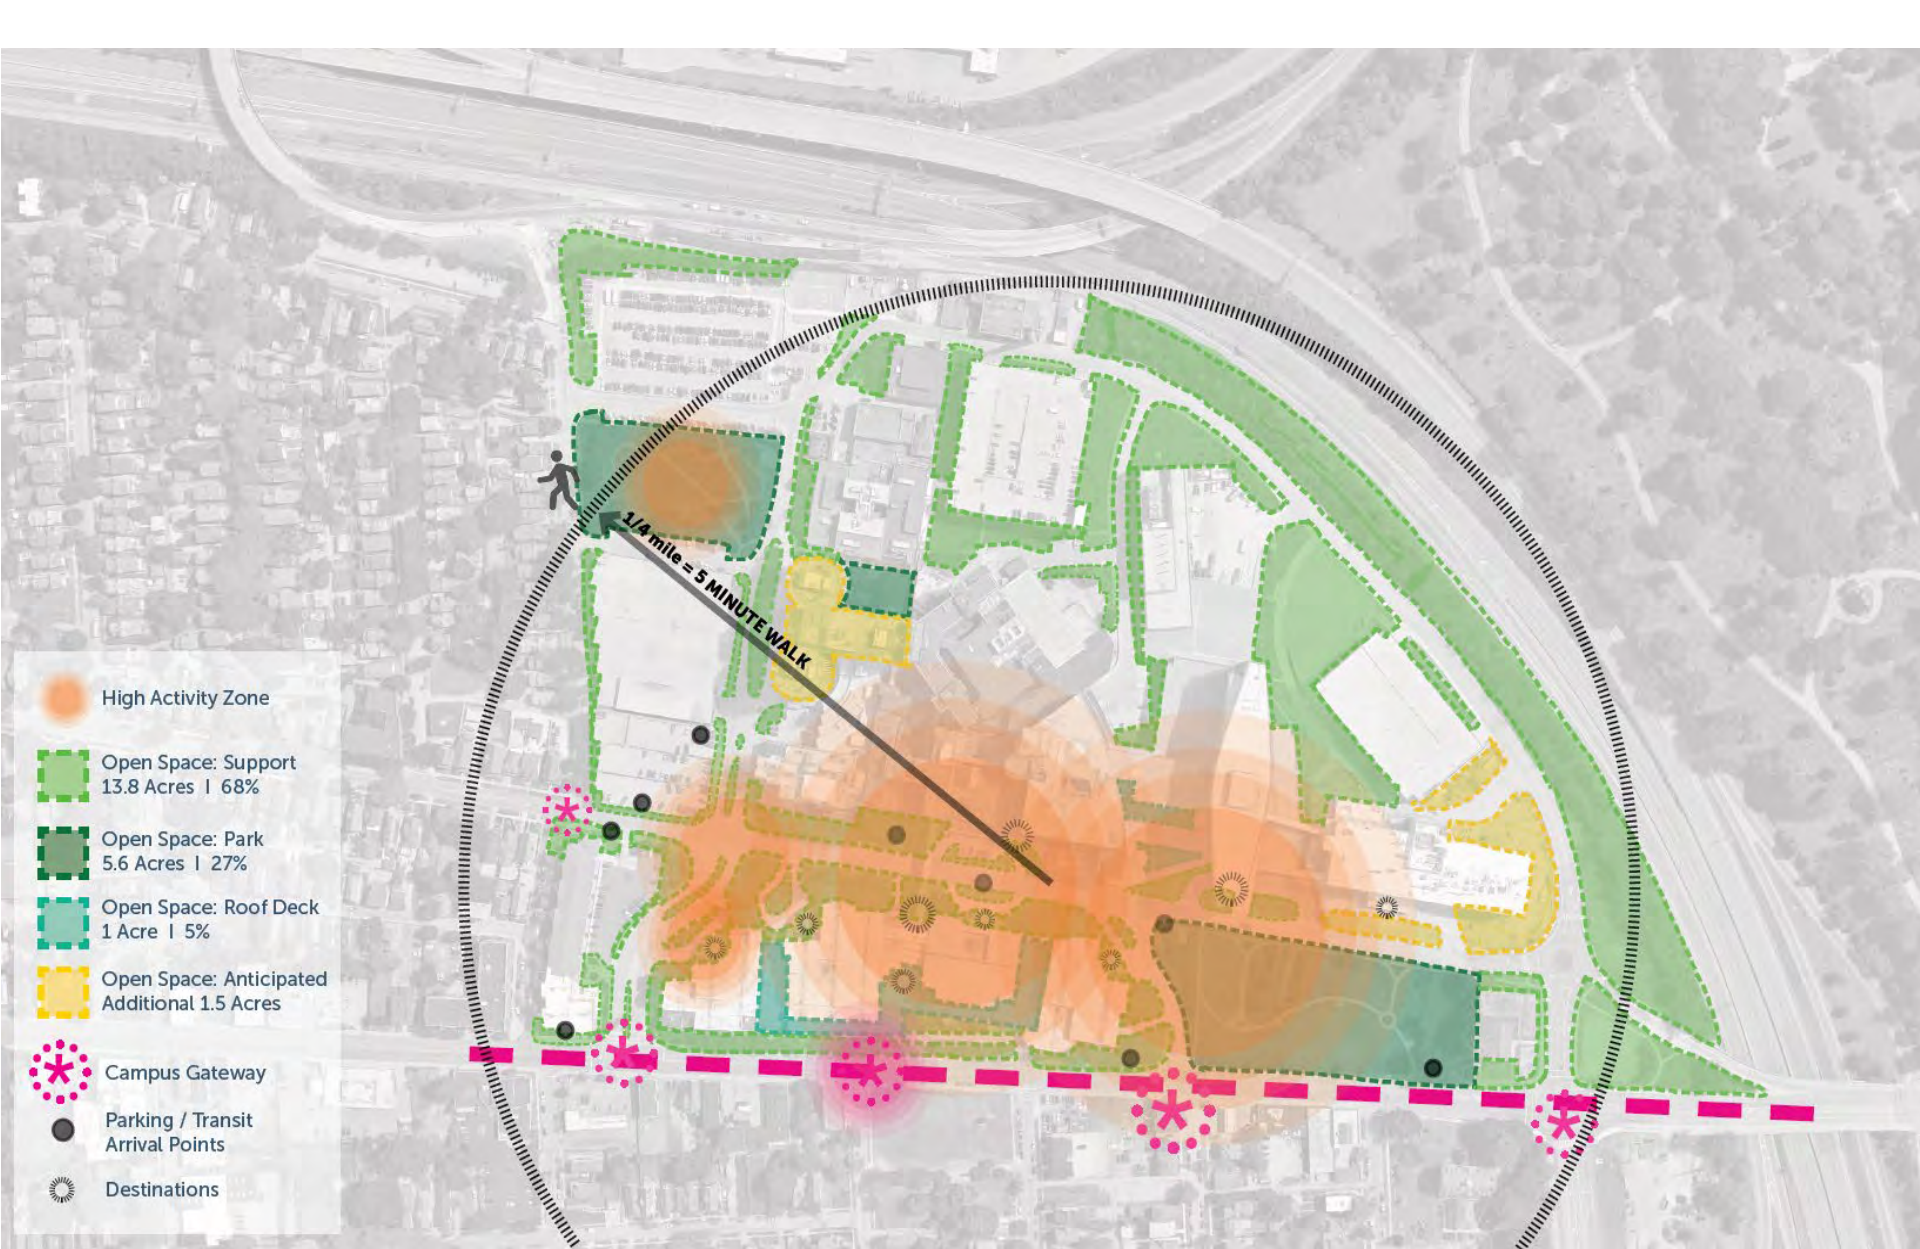 1/4 mile = 5 MINUTE WALK
High Activity Zone
Open Space: Support
13.8 Acres I 68%
Open Space: Park
5.6 Acres I 27%
Open Space: Roof Deck
1 Acre I 5%
Open Space: Anticipated
Additional 1.5 Acres
Campus Gateway
Parking / Transit
Arrival Points
Destinations